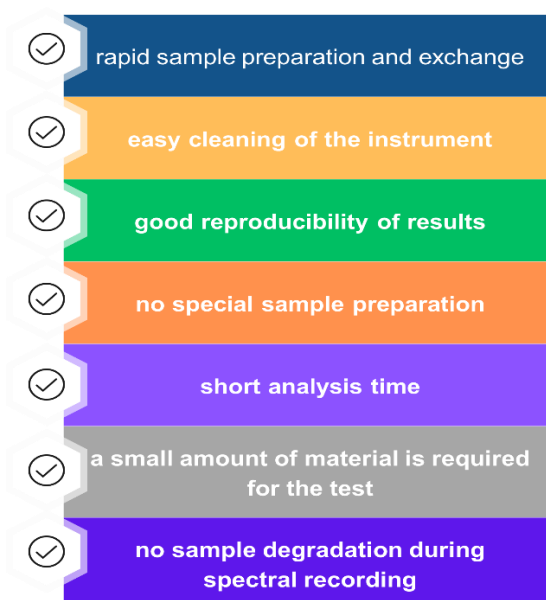 rapid sample preparation and exchange
easy cleaning of the instrument
good reproducibility of results
no special sample preparation
short analysis time
a small amount of material is required
for the test
no sample degradation during
spectral recording